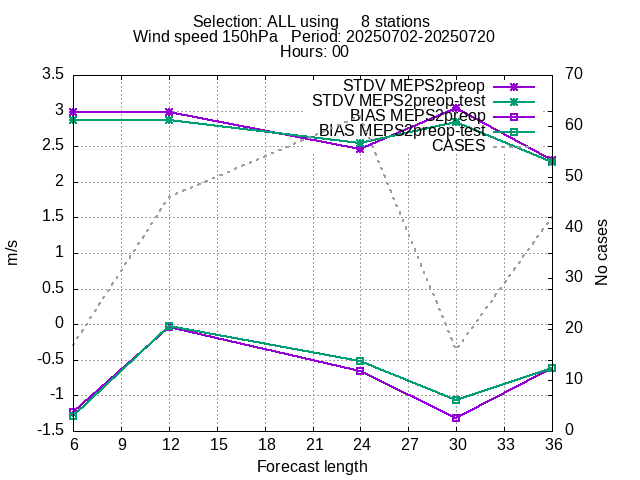 Selection: ALL using     8 stations
Wind speed 150hPa   Period: 20250702-20250720
Hours: 00
3.5
3
2.5
2
1.5
1
0.5
0
-0.5
-1
-1.5
m/s
STDV MEPS2preop
STDV MEPS2preop-test
BIAS MEPS2preop
BIAS MEPS2preop-test
CASES
70
60
50
40
30
20
10
0
No cases
6 9 12 15 18 21 24 27 30 33 36
Forecast length